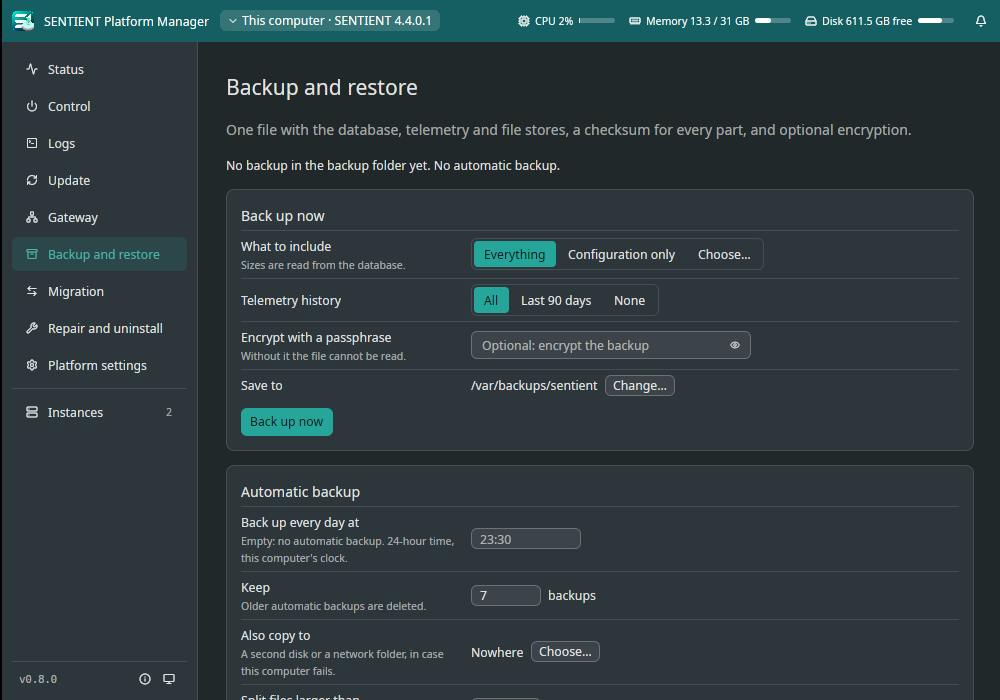 SENTIENT Platform Manager
This computer · SENTIENT 4.4.0.1
CPU 2%
Memory 13.3 / 31 GB
Disk 611.5 GB free
Status
Control
Logs
Update
Gateway
Backup and restore
Migration
Repair and uninstall
Platform settings
Instances 2
v0.8.0
Backup and restore
One file with the database, telemetry and file stores, a checksum for every part, and optional encryption.
No backup in the backup folder yet. No automatic backup.
Back up now
What to include
Sizes are read from the database.
Everything Configuration only Choose...
Telemetry history
All Last 90 days None
Encrypt with a passphrase
Without it the file cannot be read.
Optional: encrypt the backup
Save to
/var/backups/sentient Change...
Back up now
Automatic backup
Back up every day at
Empty: no automatic backup. 24-hour time,
this computer's clock.
23:30
Keep
Older automatic backups are deleted.
7 backups
Also copy to
A second disk or a network folder, in case
this computer fails.
Nowhere Choose...
Split files larger than